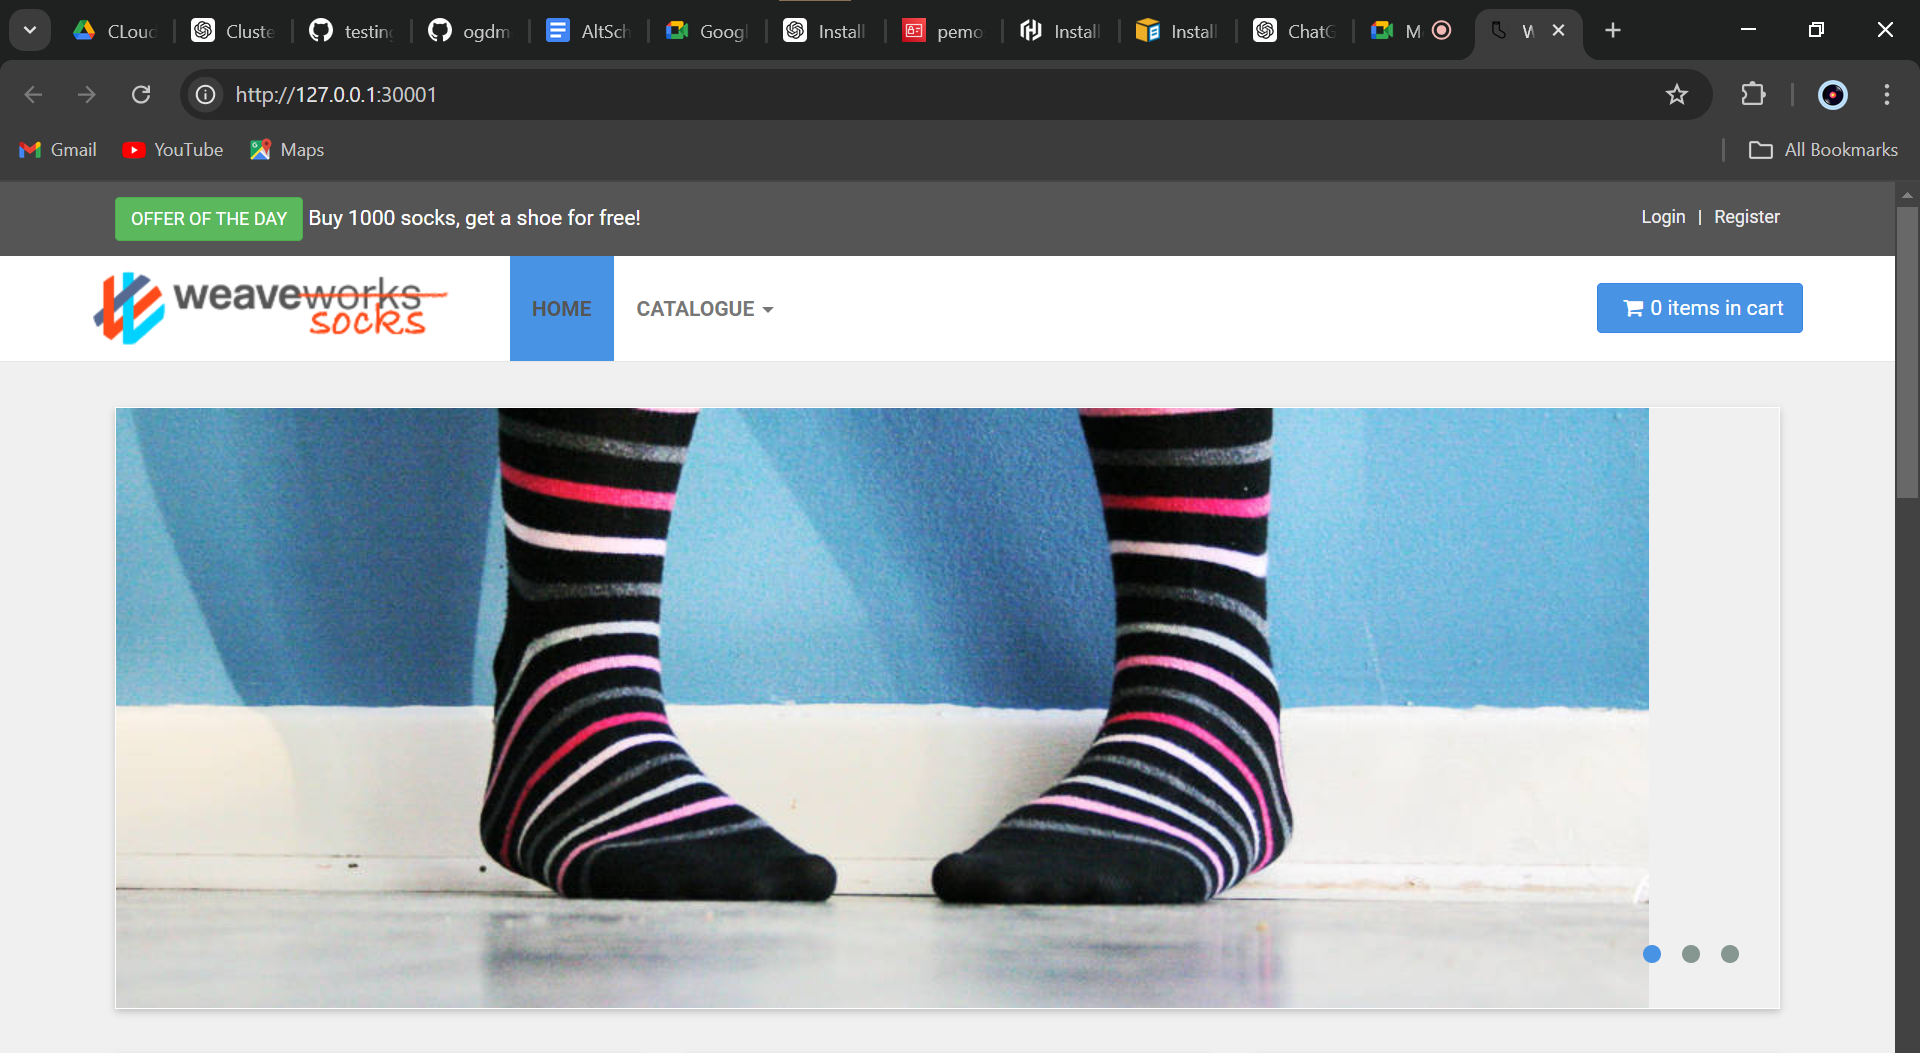 CLoud
Cluste
testing
ogdm
AltSch
Googl
Install
pemo
Install
Install
ChatG
M
W
http://127.0.0.1:30001
Gmail
YouTube
Maps
All Bookmarks
OFFER OF THE DAY Buy 1000 socks, get a shoe for free!
Login | Register
weaveworks
socks
HOME
CATALOGUE
0 items in cart